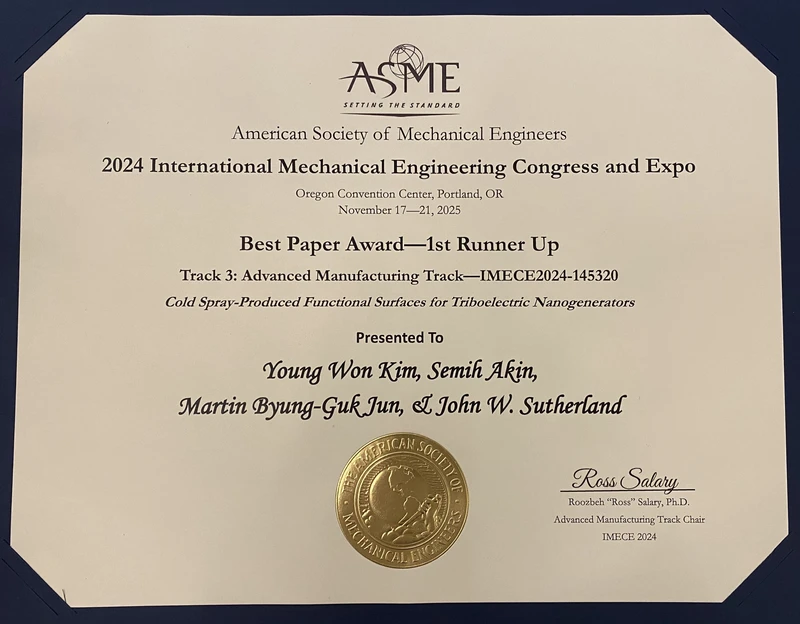 ASME
SETTING THE STANDARD
American Society of Mechanical Engineers
2024 International Mechanical Engineering Congress and Expo
Oregon Convention Center, Portland, OR
November 17—21, 2025
Best Paper Award—1st Runner Up
Track 3: Advanced Manufacturing Track—IMECE2024-145320
Cold Spray-Produced Functional Surfaces for Triboelectric Nanogenerators
Presented To
Young Won Kim, Semih Akin,
Martin Byung-Guk Jun, & John W. Sutherland
THE AMERICAN SOCIETY OF
MECHANICAL ENGINEERS
Ross Salary
Roozbeh “Ross” Salary, Ph.D.
Advanced Manufacturing Track Chair
IMECE 2024